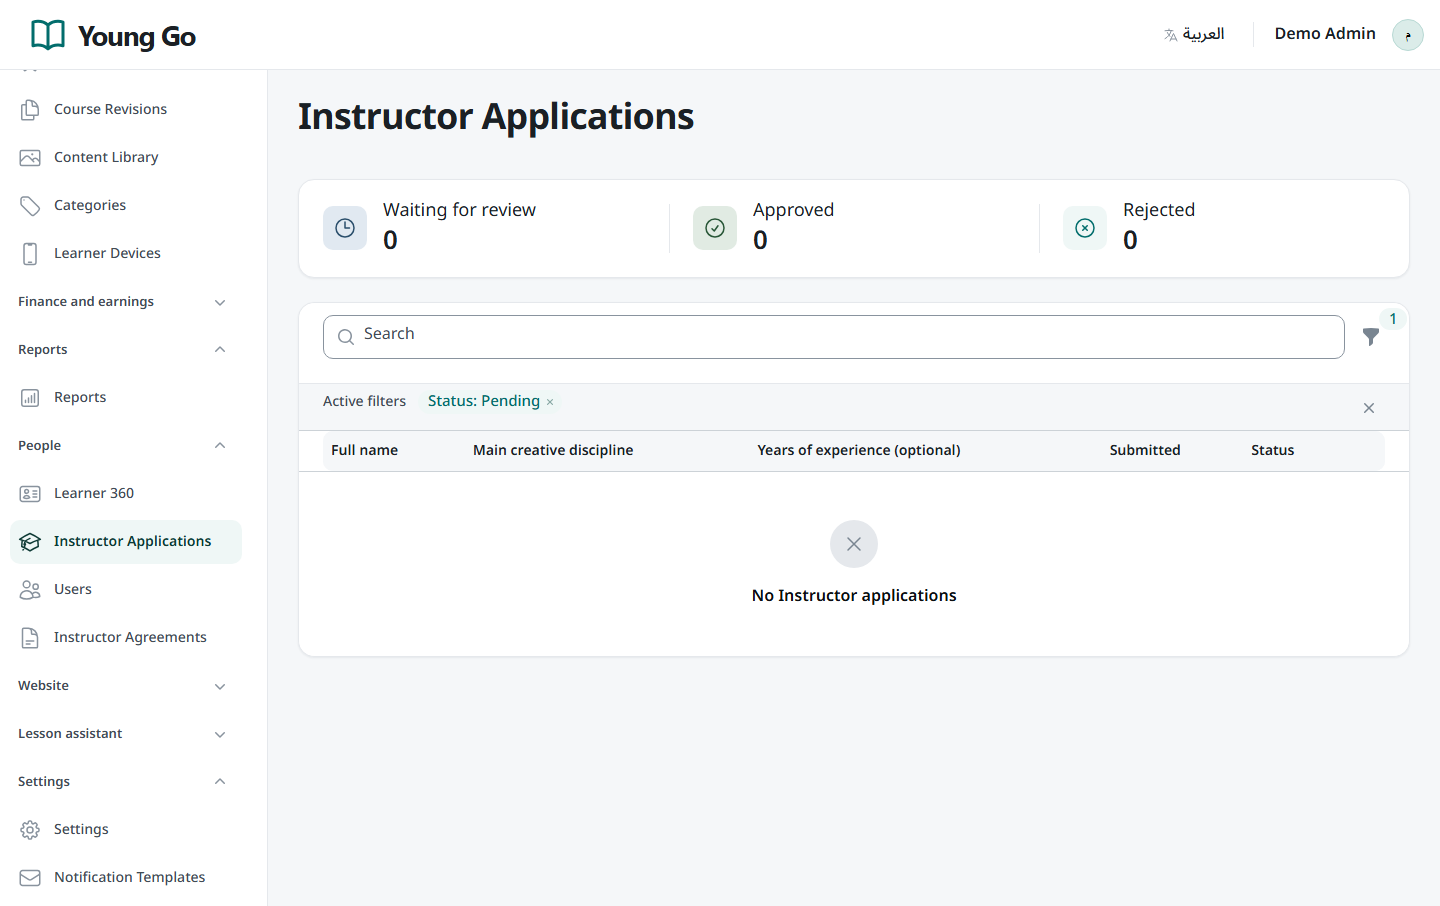 Young Go
العربية
Demo Admin
م
Course Revisions
Content Library
Categories
Learner Devices
Finance and earnings
Reports
Reports
People
Learner 360
Instructor Applications
Users
Instructor Agreements
Website
Lesson assistant
Settings
Settings
Notification Templates
Instructor Applications
Waiting for review
0
Approved
0
Rejected
0
Search
1
Active filters Status: Pending ×
Full name Main creative discipline Years of experience (optional) Submitted Status
No Instructor applications